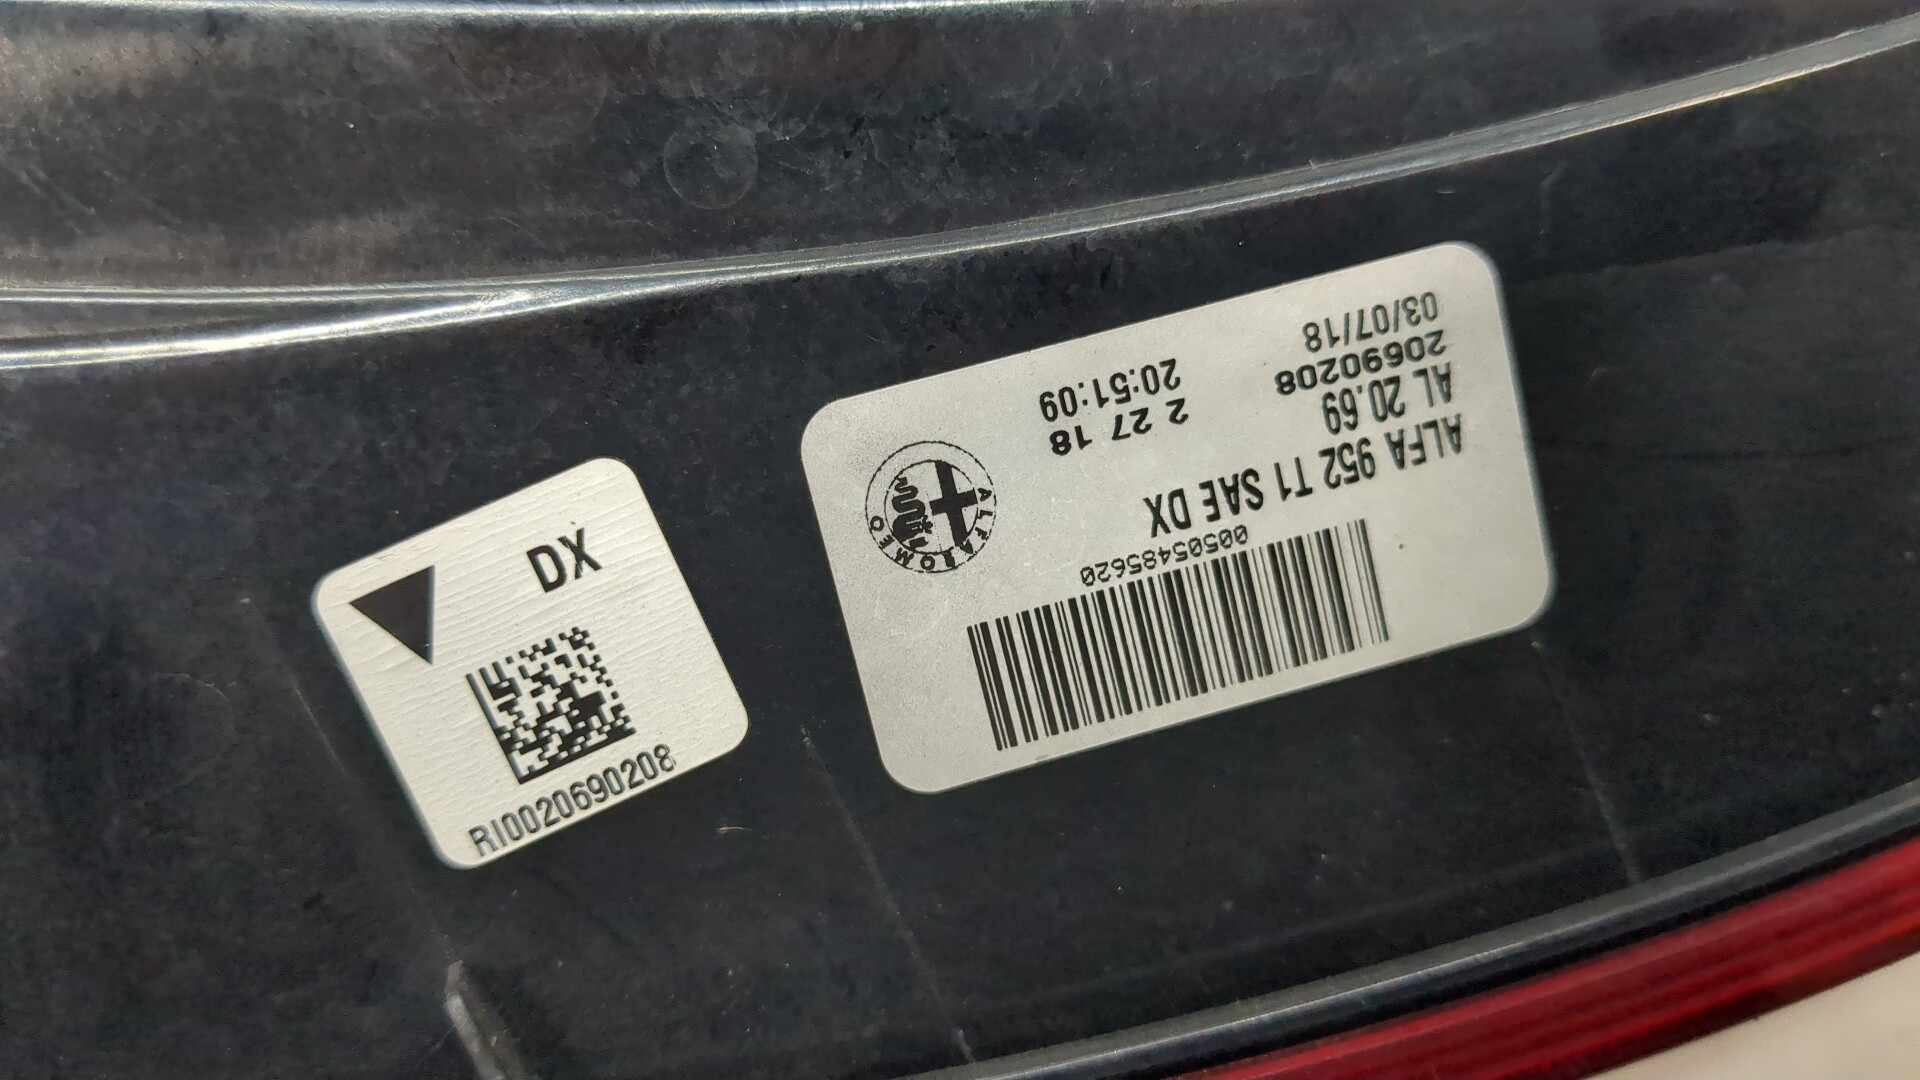 DX
RI0020690208
00505485620
ALFA 952 T1 SAE DX
AL 20.69
20690208
03/07/18
2 27 18
20:51:09
ALFA ROMEO